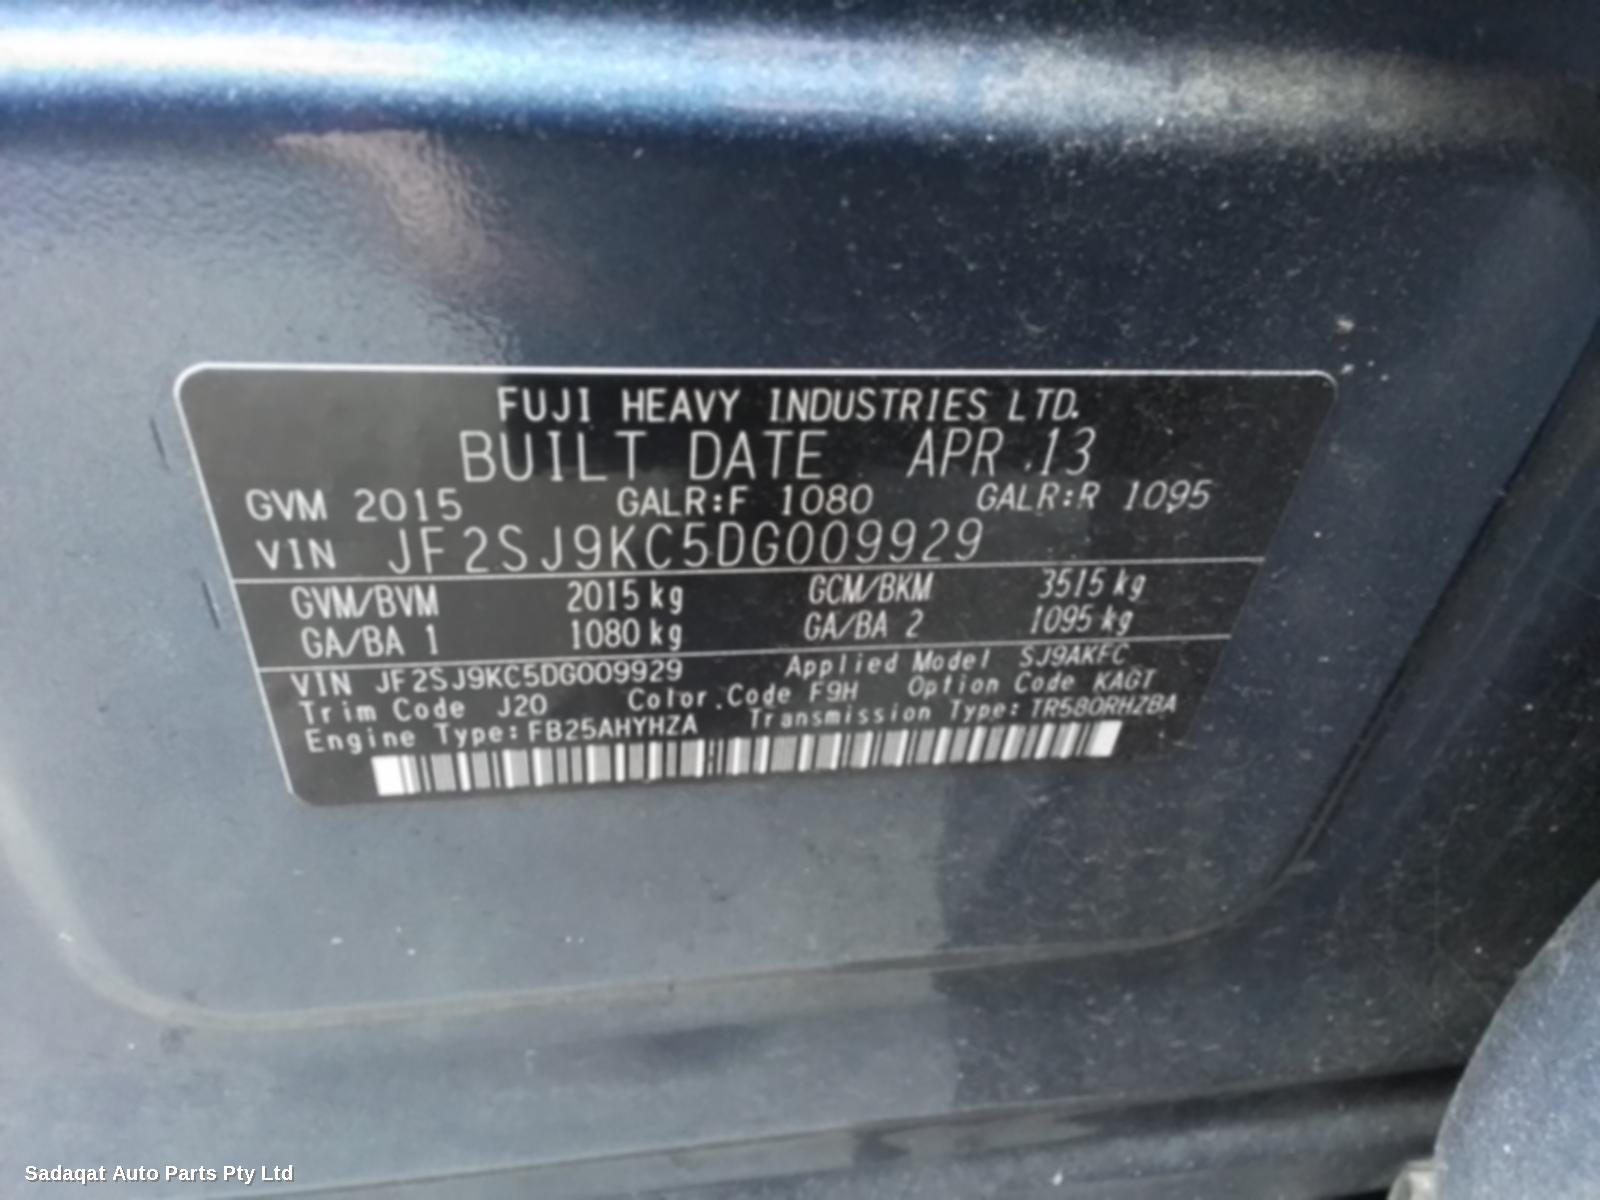 FUJI HEAVY INDUSTRIES LTD.
BUILT DATE APR.13
GVM 2015 GALR:F 1080 GALR:R 1095
VIN JF2SJ9KC5DG009929
GVM/BVM 2015 kg GCM/BKM 3515 kg
GA/BA 1 1080 kg GA/BA 2 1095 kg
VIN JF2SJ9KC5DG009929 Applied Model SJ9AKFC
Trim Code J20 Color.Code F9H Option Code KAGT
Engine Type:FB25AHYHZA Transmission Type:TR580RHZBA
Sadaqat Auto Parts Pty Ltd